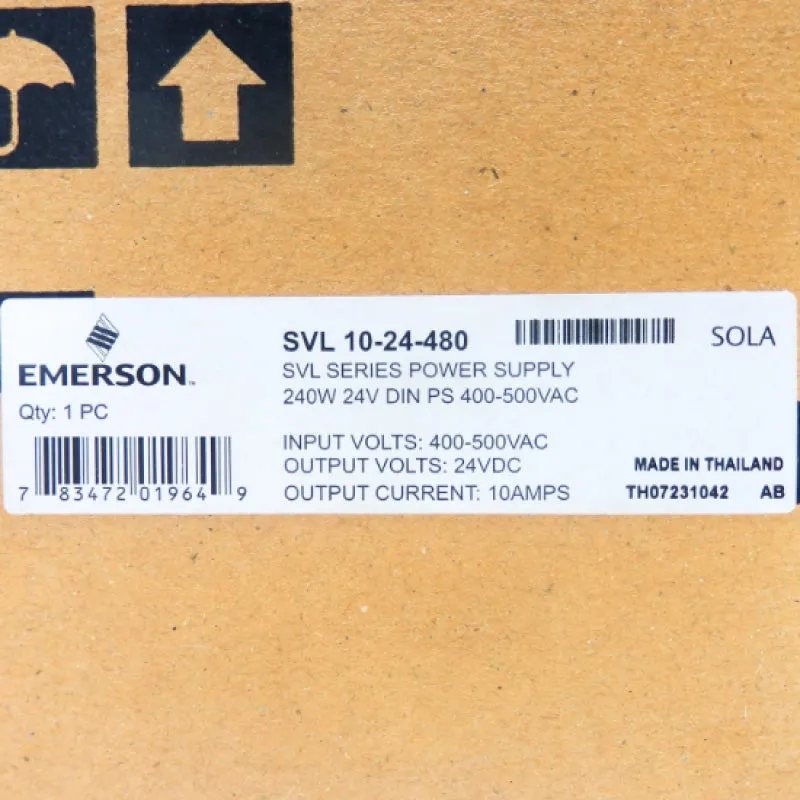 SVL 10-24-480
SOLA
EMERSON™
SVL SERIES POWER SUPPLY
240W 24V DIN PS 400-500VAC
Qty: 1 PC
INPUT VOLTS: 400-500VAC
OUTPUT VOLTS: 24VDC
MADE IN THAILAND
7 83472 01964 9
OUTPUT CURRENT: 10AMPS
TH07231042 AB